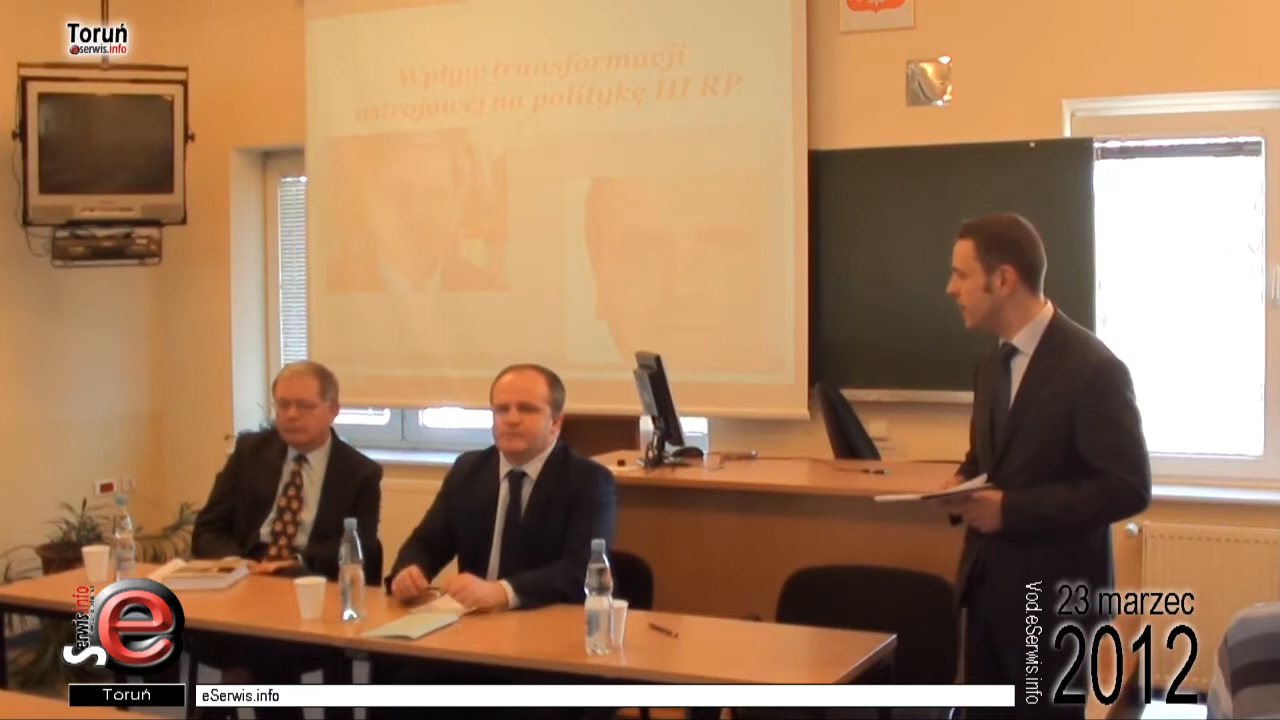 Toruń
eserwis.info
Wpływ transformacji
ustrojowej na politykę III RP
serwis.info
e
Vod.eSerwis.info
23 marzec
2012
Toruń
eSerwis.info